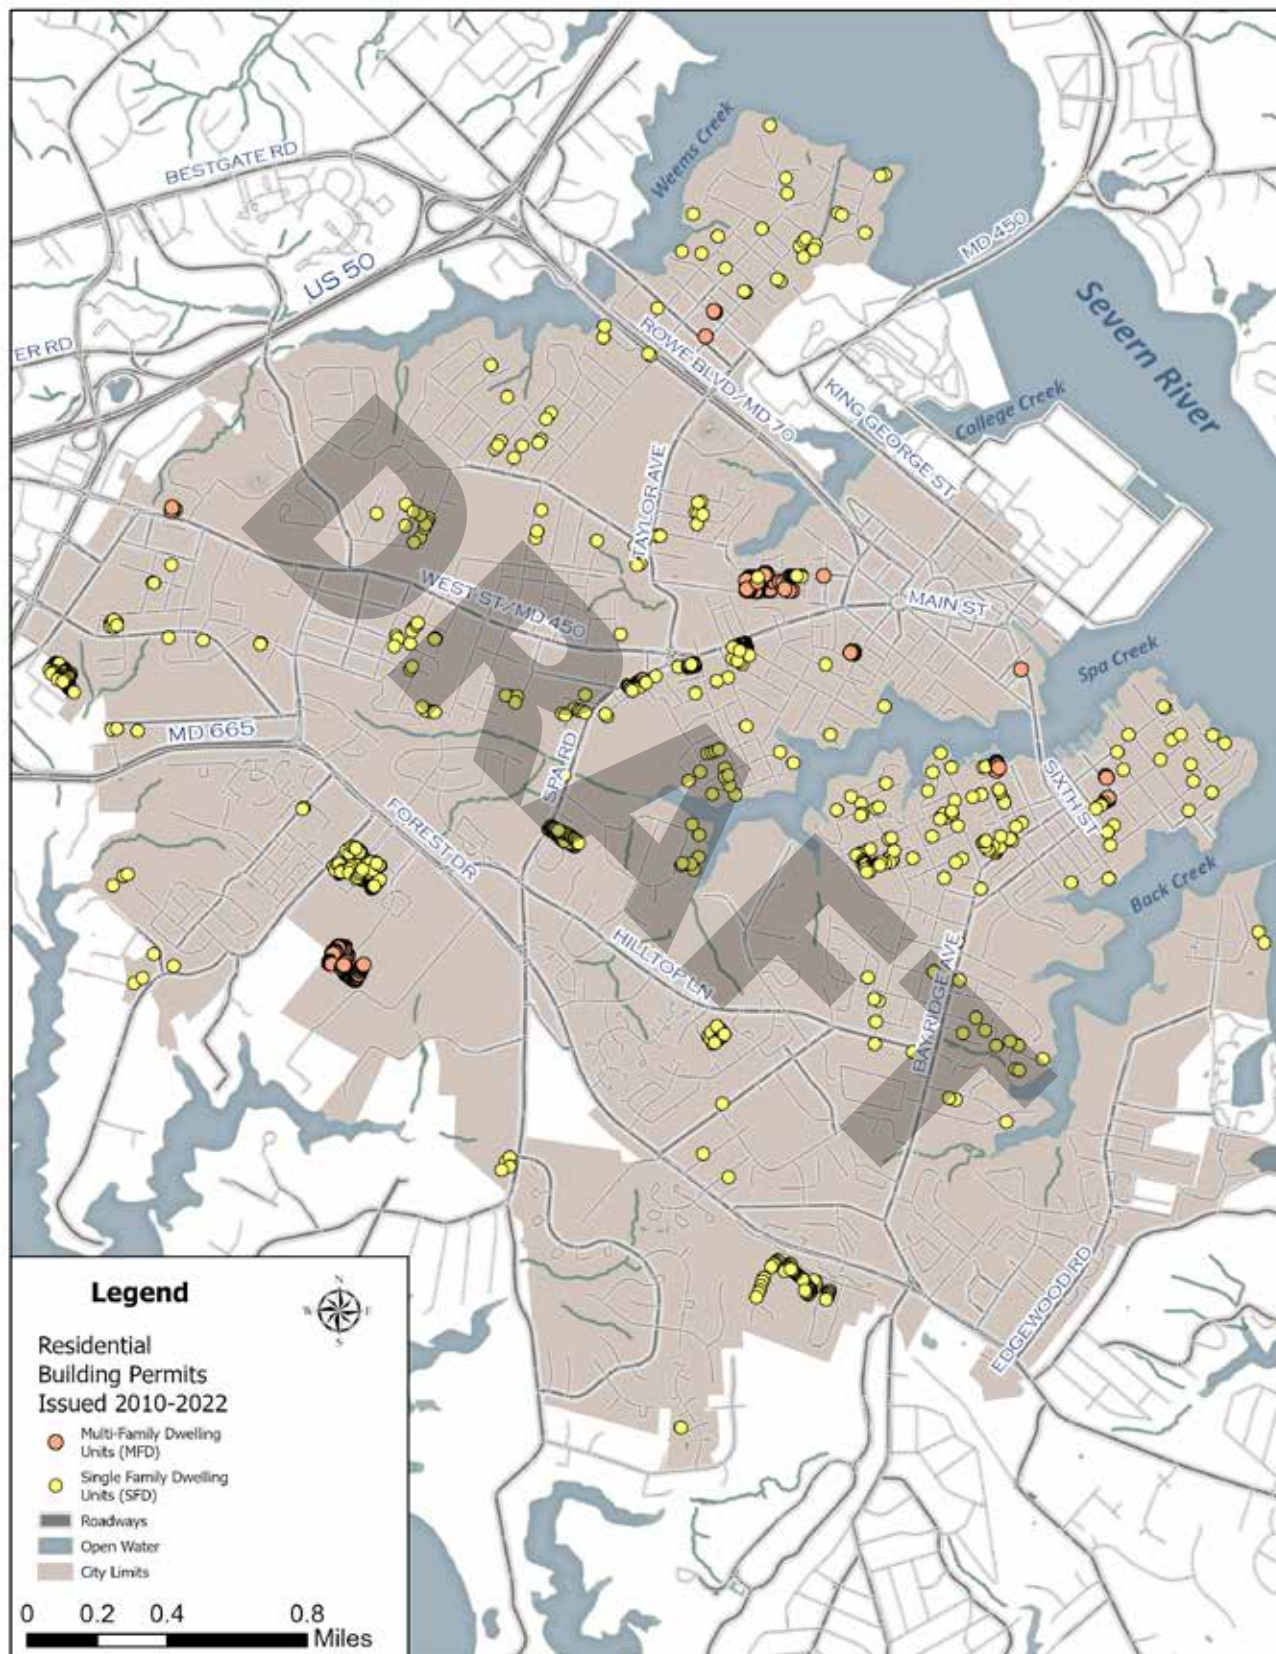 Weems Creek
BESTGATE RD
MD 450
US 50
Severn River
ER RD
ROWE BLVD/MD 70
KING GEORGE ST
College Creek
TAYLOR AVE
DRAFT
WEST ST/MD 450
MAIN ST
Spa Creek
MD 665
SPA RD
SIXTH ST
FOREST DR
Back Creek
HILLTOP LN
BAY RIDGE AVE
EDGEWOOD RD
Legend
N
W E
S
Residential
Building Permits
Issued 2010-2022
Multi-Family Dwelling
Units (MFD)
Single Family Dwelling
Units (SFD)
Roadways
Open Water
City Limits
0 0.2 0.4 0.8
Miles